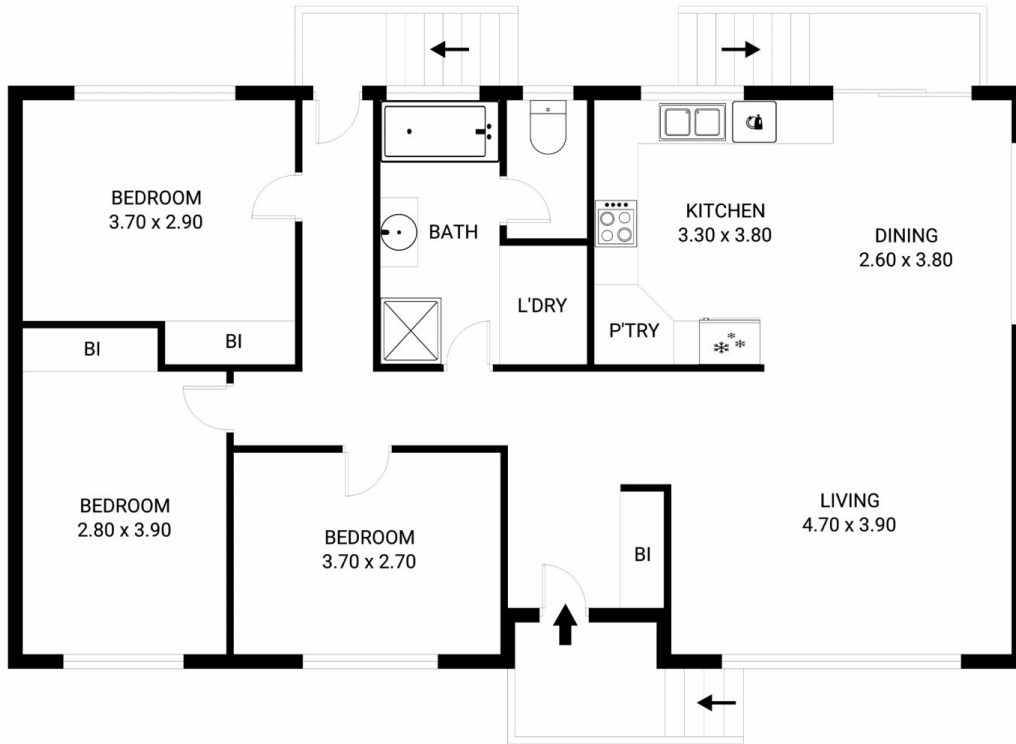 BEDROOM
3.70 x 2.90
BATH
KITCHEN
3.30 x 3.80
DINING
2.60 x 3.80
L'DRY
P'TRY
BI
BI
BEDROOM
2.80 x 3.90
BEDROOM
3.70 x 2.70
BI
LIVING
4.70 x 3.90